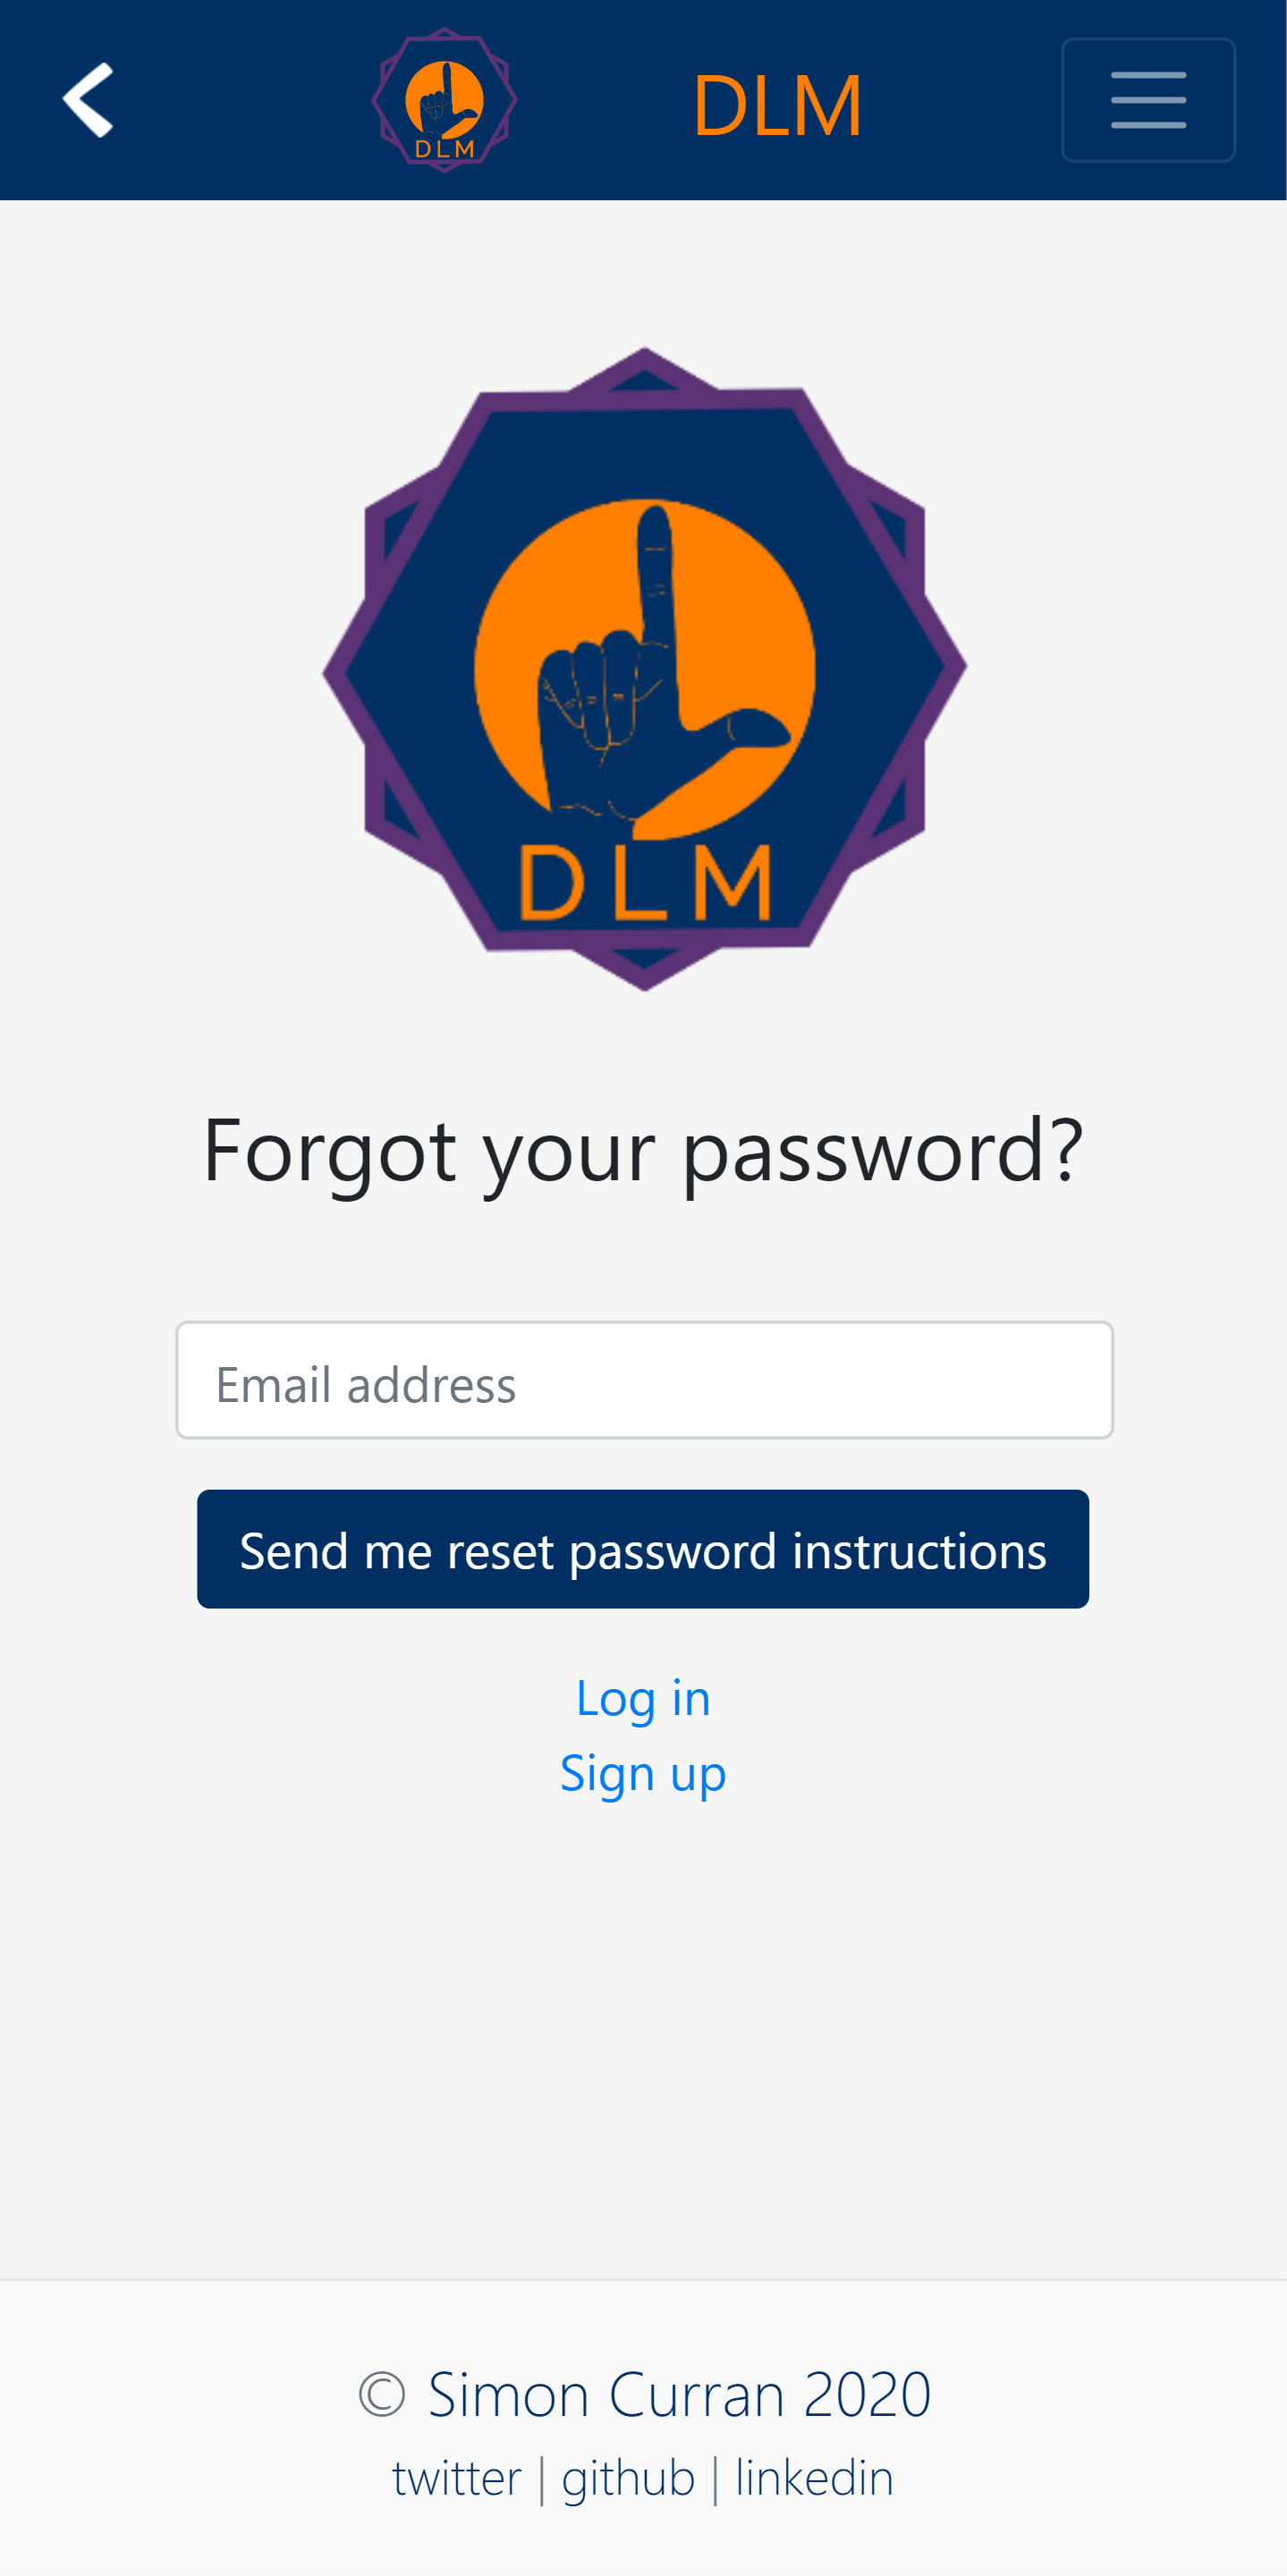 DLM
DLM
DLM
Forgot your password?
Email address
Send me reset password instructions
Log in
Sign up
© Simon Curran 2020
twitter | github | linkedin